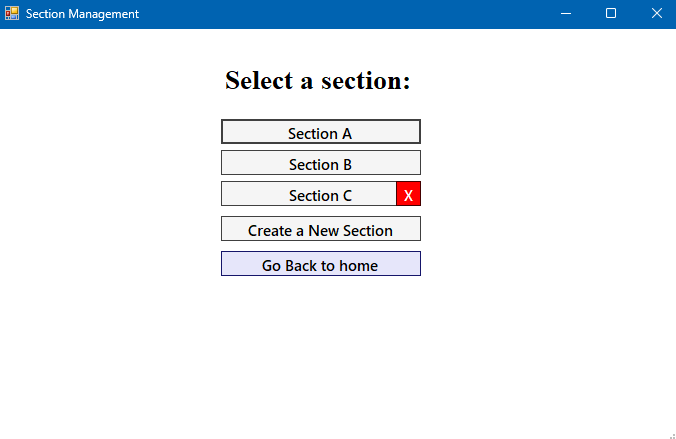 Section Management
Select a section:
Section A
Section B
Section C X
Create a New Section
Go Back to home